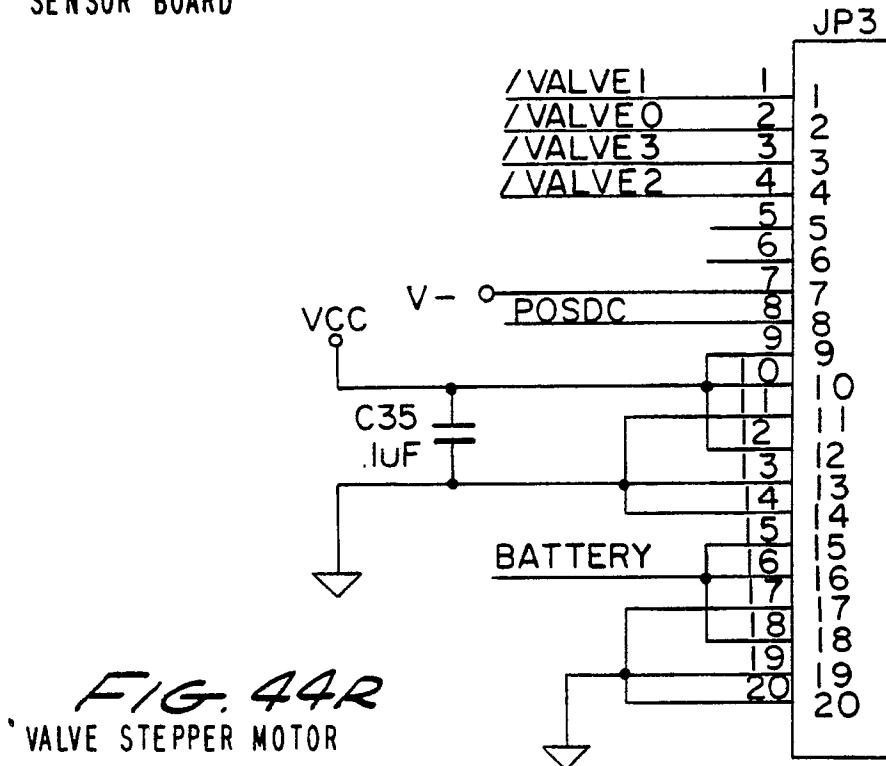 SENSOR BOARD
JP3
/VALVE1 1 1
/VALVE0 2 2
/VALVE3 3 3
/VALVE2 4 4
5 5
6 6
V- 7 7
POSDC 8 8
VCC 9 9
10 10
C35 11 11
.1uF 12 12
13 13
14 14
15 15
BATTERY 16 16
17 17
18 18
19 19
20 20
FIG. 44R
VALVE STEPPER MOTOR